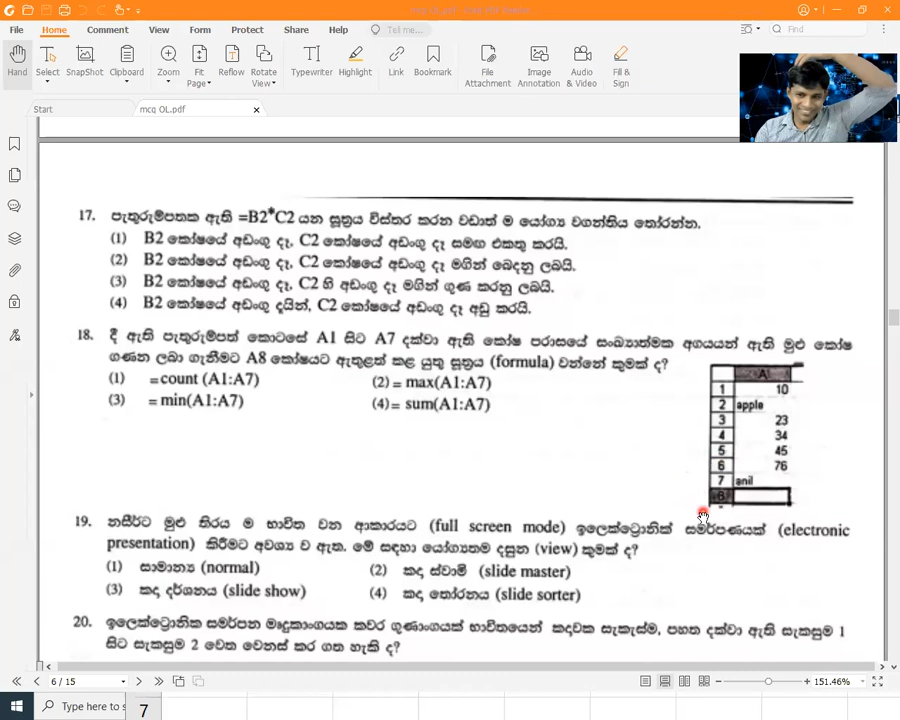 mcq OL.pdf
File Home Comment View Form Protect Share Help Tell me... Find
Hand Select SnapShot Clipboard Zoom Fit Page Reflow Rotate View Typewriter Highlight Link Bookmark File Attachment Image Annotation Audio & Video Fill & Sign
Start mcq OL.pdf
17. පැතුරුම්පතක ඇති =B2*C2 යන සූත්‍රය විස්තර කරන වඩාත් ම යෝග්‍ය වගන්තිය තෝරන්න.
(1) B2 කෝෂයේ අඩංගු දෑ, C2 කෝෂයේ අඩංගු දෑ සමඟ එකතු කරයි.
(2) B2 කෝෂයේ අඩංගු දෑ, C2 කෝෂයේ අඩංගු දෑ මගින් බෙදනු ලබයි.
(3) B2 කෝෂයේ අඩංගු දෑ, C2 හි අඩංගු දෑ මගින් ගුණ කරනු ලබයි.
(4) B2 කෝෂයේ අඩංගු දෑයින්, C2 කෝෂයේ අඩංගු දෑ අඩු කරයි.
18. දී ඇති පැතුරුම්පත් කොටසේ A1 සිට A7 දක්වා ඇති කෝෂ පරාසයේ සංඛ්‍යාත්මක අගයයන් ඇති මුළු කෝෂ
ගණන ලබා ගැනීමට A8 කෝෂයට ඇතුළත් කළ යුතු සූත්‍රය (formula) වන්නේ කුමක් ද?
(1) =count (A1:A7) (2) = max(A1:A7)
(3) = min(A1:A7) (4)= sum(A1:A7)
A
1 10
2 apple
3 23
4 34
5 45
6 76
7 anil
8
19. නසීර්ට මුළු තිරය ම භාවිත වන ආකාරයට (full screen mode) ඉලෙක්ට්‍රොනික් සමර්පණයක් (electronic
presentation) කිරීමට අවශ්‍ය ව ඇත. මේ සඳහා යෝග්‍යතම දසුන (view) කුමක් ද?
(1) සාමාන්‍ය (normal) (2) කදා ස්වාමි (slide master)
(3) කදා දර්ශනය (slide show) (4) කදා තෝරනය (slide sorter)
20. ඉලෙක්ට්‍රොනික සමර්පන මෘදුකාංගයක කවර ගුණාංගයක් භාවිතයෙන් කදාවක සැකැස්ම, පහත දක්වා ඇති සැකසුම 1
සිට සැකසුම 2 වෙත වෙනස් කර ගත හැකි ද?
6 / 15 151.46%
Type here to s 7